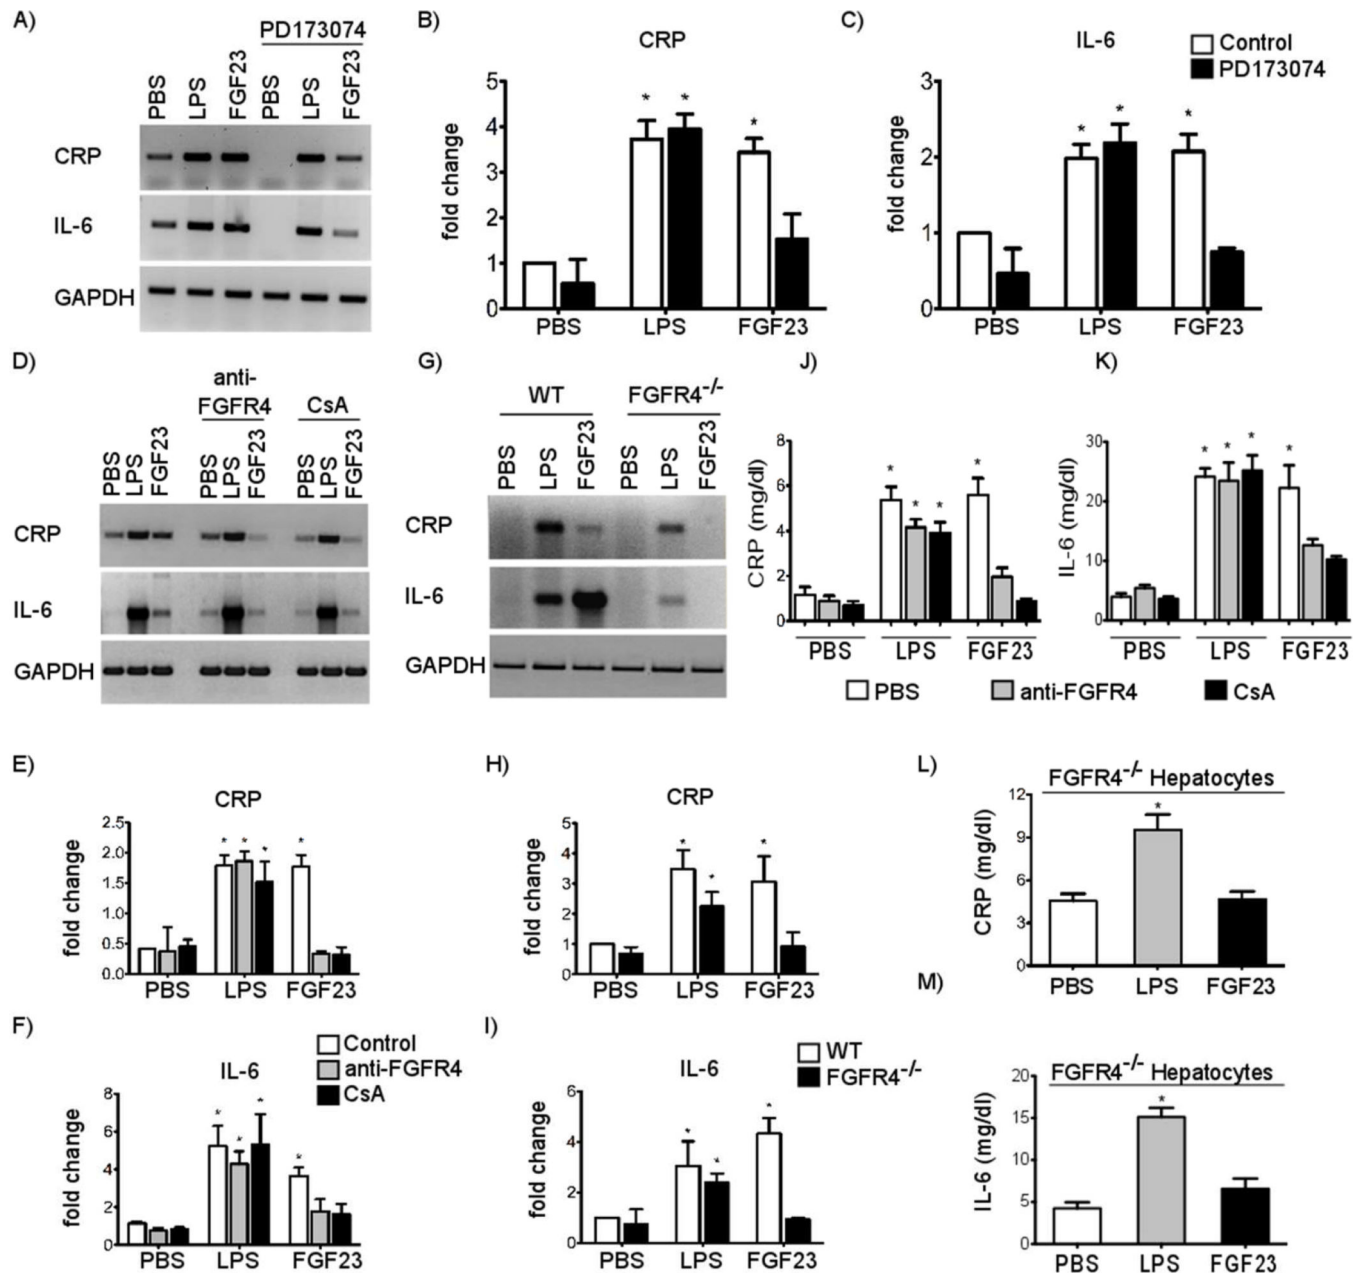 A)
PD173074
PBS
LPS
FGF23
PBS
LPS
FGF23
CRP
IL-6
GAPDH
B)
CRP
fold change
5
4
3
2
1
0
*
*
*
PBS
LPS
FGF23
C)
IL-6
Control
PD173074
fold change
3
2
1
0
*
*
*
PBS
LPS
FGF23
D)
anti-
FGFR4
CsA
PBS
LPS
FGF23
PBS
LPS
FGF23
PBS
LPS
FGF23
CRP
IL-6
GAPDH
G)
WT
FGFR4-/-
PBS
LPS
FGF23
PBS
LPS
FGF23
CRP
IL-6
GAPDH
J)
CRP (mg/dl)
8
6
4
2
0
*
*
*
*
PBS
LPS
FGF23
K)
IL-6 (mg/dl)
30
20
10
0
*
*
*
*
PBS
LPS
FGF23
PBS
anti-FGFR4
CsA
E)
CRP
fold change
2.5
2.0
1.5
1.0
0.5
0.0
*
*
*
*
PBS
LPS
FGF23
H)
CRP
fold change
5
4
3
2
1
0
*
*
*
PBS
LPS
FGF23
L)
FGFR4-/- Hepatocytes
CRP (mg/dl)
12
9
6
3
0
*
PBS
LPS
FGF23
F)
IL-6
Control
anti-FGFR4
CsA
fold change
8
6
4
2
0
*
*
*
*
PBS
LPS
FGF23
I)
IL-6
WT
FGFR4-/-
fold change
6
4
2
0
*
*
*
PBS
LPS
FGF23
M)
FGFR4-/- Hepatocytes
IL-6 (mg/dl)
20
15
10
5
0
*
PBS
LPS
FGF23